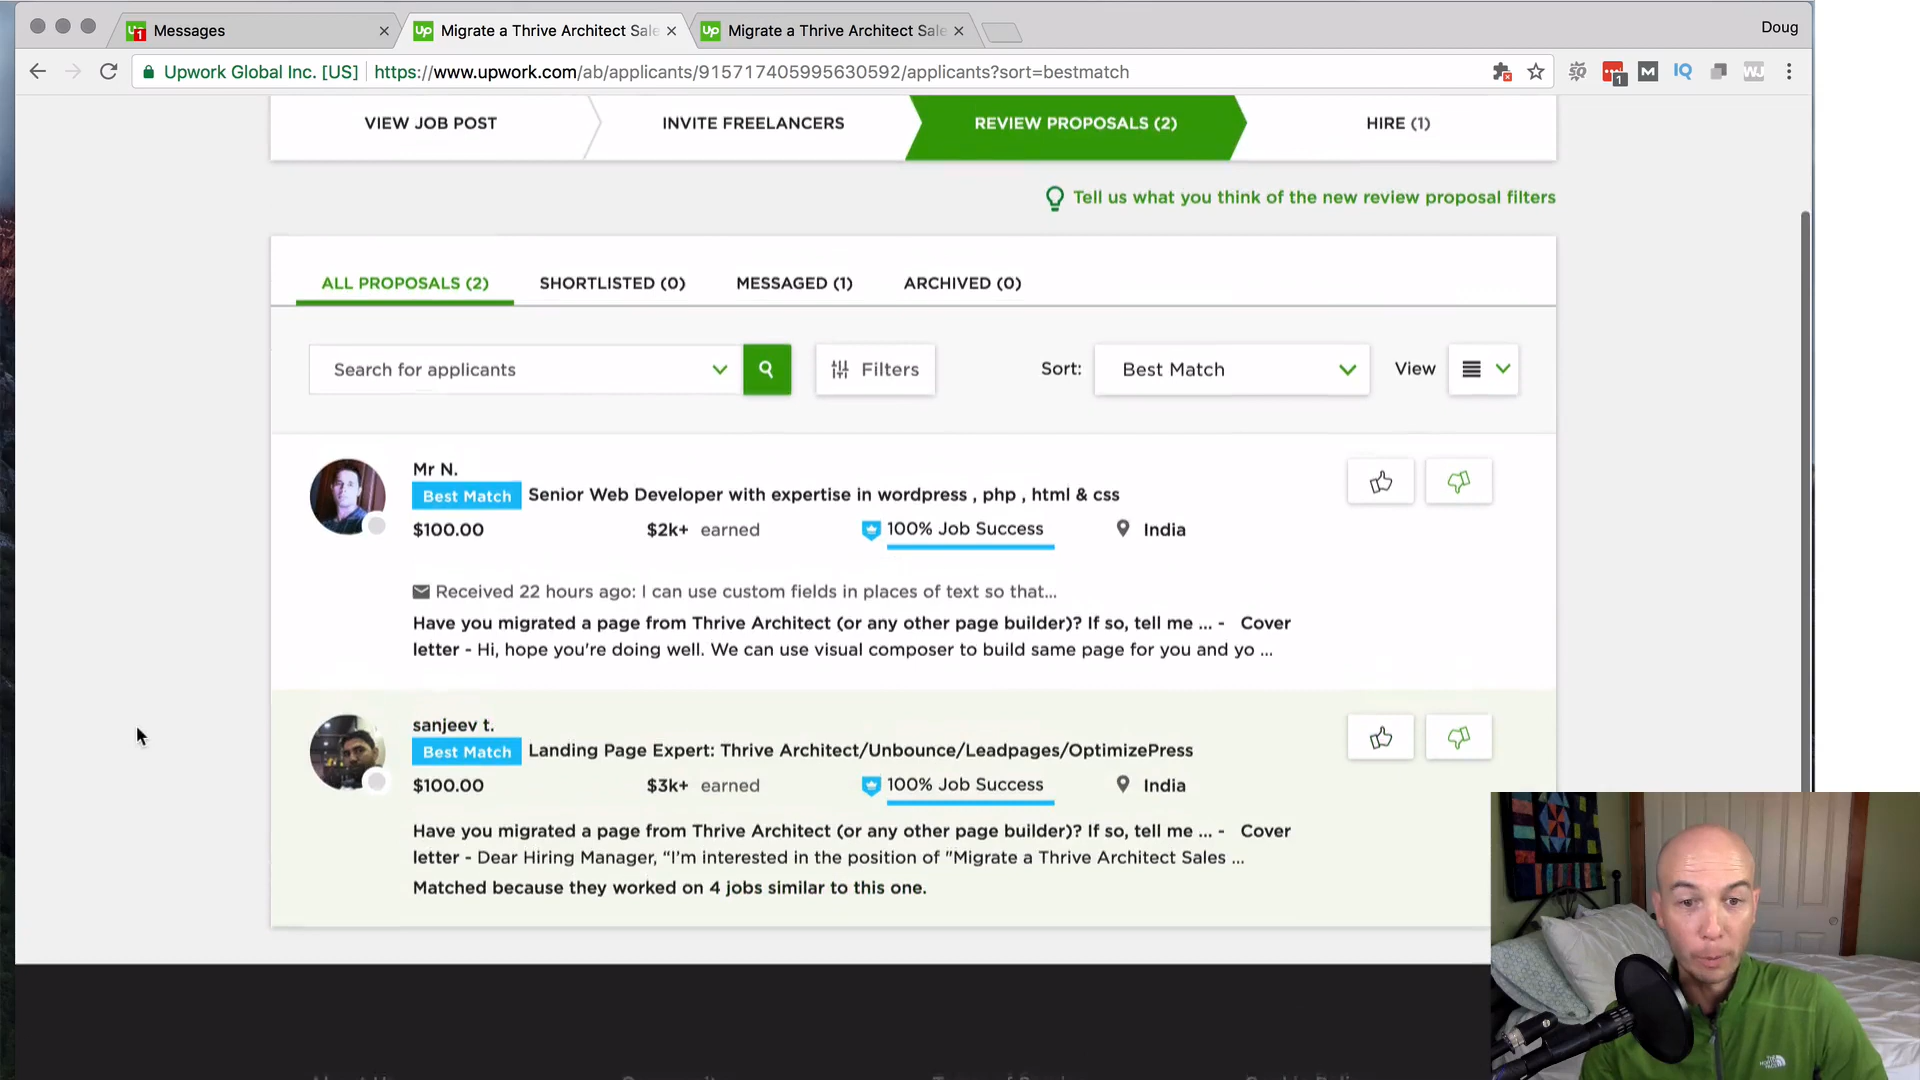 Messages
Migrate a Thrive Architect Sale
Migrate a Thrive Architect Sale
Doug
Upwork Global Inc. [US] https://www.upwork.com/ab/applicants/915717405995630592/applicants?sort=bestmatch
VIEW JOB POST
INVITE FREELANCERS
REVIEW PROPOSALS (2)
HIRE (1)
Tell us what you think of the new review proposal filters
ALL PROPOSALS (2)
SHORTLISTED (0)
MESSAGED (1)
ARCHIVED (0)
Search for applicants
Filters
Sort:
Best Match
View
Mr N.
Best Match Senior Web Developer with expertise in wordpress , php , html & css
$100.00 $2k+ earned 100% Job Success India
Received 22 hours ago: I can use custom fields in places of text so that...
Have you migrated a page from Thrive Architect (or any other page builder)? If so, tell me ... - Cover
letter - Hi, hope you're doing well. We can use visual composer to build same page for you and yo ...
sanjeev t.
Best Match Landing Page Expert: Thrive Architect/Unbounce/Leadpages/OptimizePress
$100.00 $3k+ earned 100% Job Success India
Have you migrated a page from Thrive Architect (or any other page builder)? If so, tell me ... - Cover
letter - Dear Hiring Manager, “I'm interested in the position of "Migrate a Thrive Architect Sales ...
Matched because they worked on 4 jobs similar to this one.